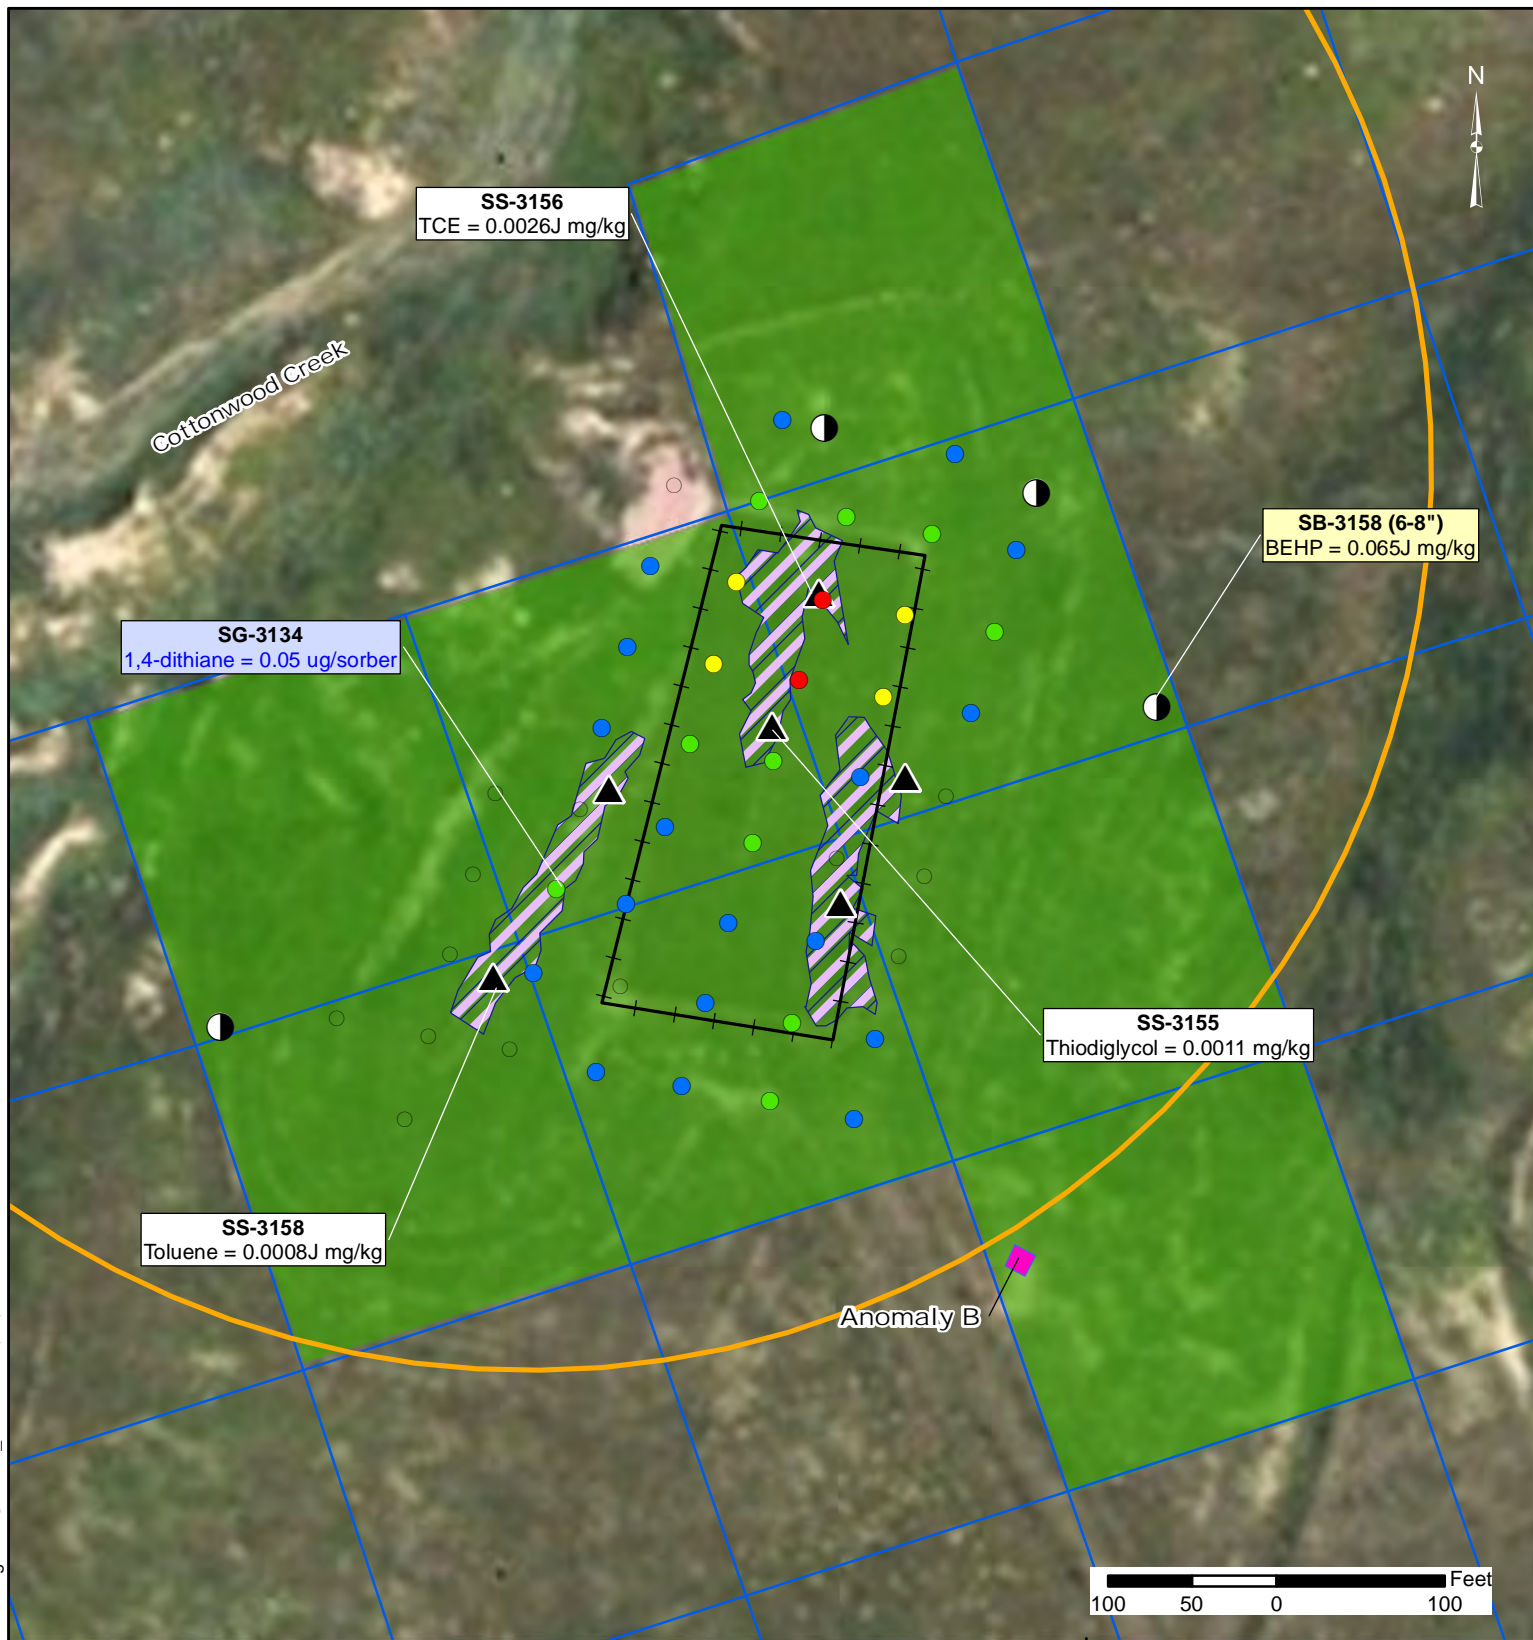 N
SS-3156
TCE = 0.0026J mg/kg
Cottonwood Creek
SB-3158 (6-8")
BEHP = 0.065J mg/kg
SG-3134
1,4-dithiane = 0.05 ug/sorber
SS-3155
Thiodiglycol = 0.0011 mg/kg
SS-3158
Toluene = 0.0008J mg/kg
Anomaly B
Feet
100 50 0 100